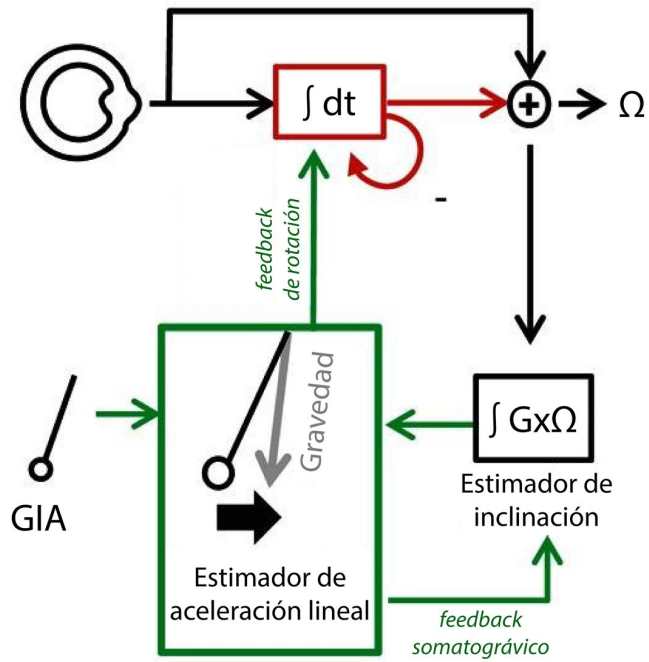 ∫ dt
+
Ω
-
feedback
de rotación
Gravedad
GIA
∫ GxΩ
Estimador de
inclinación
Estimador de
aceleración lineal
feedback
somatográvico